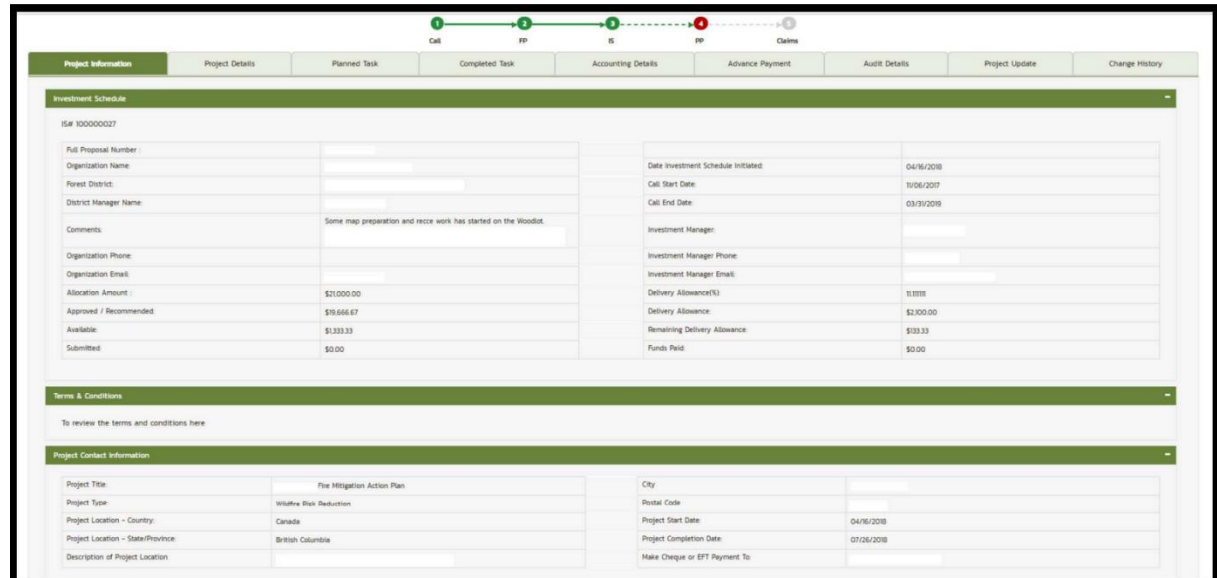 1 2 3 4 5
Call FP IS PP Claims
Project Information Project Details Planned Task Completed Task Accounting Details Advance Payment Audit Details Project Update Change History
Investment Schedule
IS# 100000027
Full Proposal Number :
Organization Name: Date Investment Schedule Initiated: 04/16/2018
Forest District: Call Start Date: 11/06/2017
District Manager Name: Call End Date: 03/31/2019
Comments: Some map preparation and recce work has started on the Woodlot. Investment Manager:
Organization Phone: Investment Manager Phone:
Organization Email: Investment Manager Email:
Allocation Amount : $21,000.00 Delivery Allowance(%):
Approved / Recommended: $19,666.67 Delivery Allowance: $2,100.00
Available: $1,333.33 Remaining Delivery Allowance: $133.33
Submitted: $0.00 Funds Paid: $0.00
Terms & Conditions
To review the terms and conditions here
Project Contact Information
Project Title: Fire Mitigation Action Plan City
Project Type: Wildfire Risk Reduction Postal Code
Project Location - Country: Canada Project Start Date: 04/16/2018
Project Location - State/Province: British Columbia Project Completion Date: 07/26/2018
Description of Project Location Make Cheque or EFT Payment To: